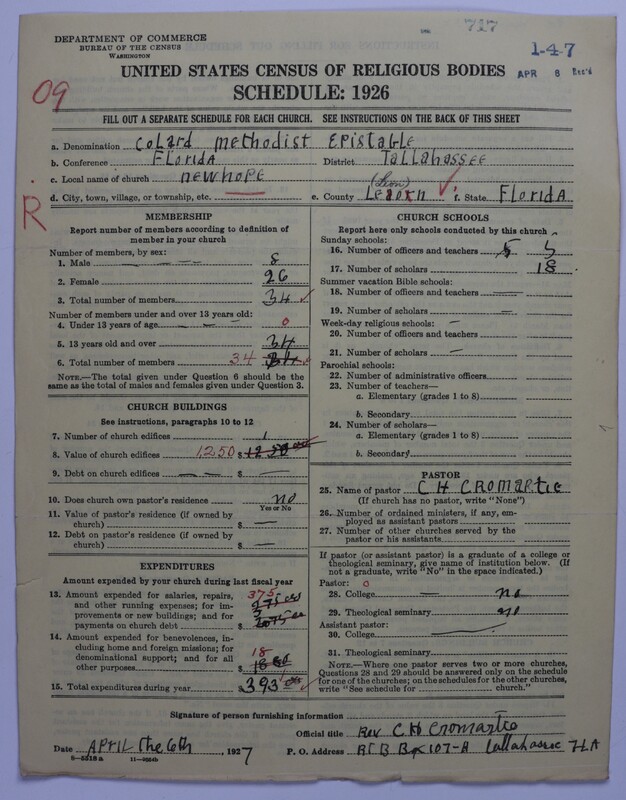 DEPARTMENT OF COMMERCE
BUREAU OF THE CENSUS
WASHINGTON
1-4-7
APR 8 Rec'd
UNITED STATES CENSUS OF RELIGIOUS BODIES
SCHEDULE: 1926
09
FILL OUT A SEPARATE SCHEDULE FOR EACH CHURCH. SEE INSTRUCTIONS ON THE BACK OF THIS SHEET
a. Denomination Colard Methodist Epistable
b. Conference Florida District Tallahassee
c. Local name of church newhope
d. City, town, village, or township, etc. e. County (Leon) f. State Florida
R
MEMBERSHIP
Report number of members according to definition of
member in your church
Number of members, by sex:
1. Male 8
2. Female 26
3. Total number of members 34
Number of members under and over 13 years old:
4. Under 13 years of age 0
5. 13 years old and over 34
6. Total number of members 34 34
NOTE.—The total given under Question 6 should be the
same as the total of males and females given under Question 3.
CHURCH BUILDINGS
See instructions, paragraphs 10 to 12
7. Number of church edifices 1
8. Value of church edifices 1,250 $ 1250 00
9. Debt on church edifices $ —
10. Does church own pastor's residence no
Yes or No
11. Value of pastor's residence (if owned by
church) $ —
12. Debt on pastor's residence (if owned by
church) $ —
EXPENDITURES
Amount expended by your church during last fiscal year
13. Amount expended for salaries, repairs, 375
and other running expenses; for im-
provements or new buildings; and for
payments on church debt $
14. Amount expended for benevolences, in-
cluding home and foreign missions; for
denominational support; and for all 18
other purposes $
15. Total expenditures during year $ 393 00
CHURCH SCHOOLS
Report here only schools conducted by this church
Sunday schools:
16. Number of officers and teachers 5 5
17. Number of scholars 18
Summer vacation Bible schools:
18. Number of officers and teachers
19. Number of scholars —
Week-day religious schools: —
20. Number of officers and teachers
21. Number of scholars —
Parochial schools:
22. Number of administrative officers
23. Number of teachers—
a. Elementary (grades 1 to 8)
b. Secondary
24. Number of scholars—
a. Elementary (grades 1 to 8)
b. Secondary
PASTOR
25. Name of pastor C H Cromartie
(If church has no pastor, write "None")
26. Number of ordained ministers, if any, em-
ployed as assistant pastors
27. Number of other churches served by the
pastor or his assistants
If pastor (or assistant pastor) is a graduate of a college or
theological seminary, give name of institution below. (If
not a graduate, write "No" in the space indicated.)
Pastor: 0
28. College no
29. Theological seminary no
Assistant pastor:
30. College
31. Theological seminary
NOTE.—Where one pastor serves two or more churches,
Questions 28 and 29 should be answered only on the schedule
for one of the churches; on the schedules for the other churches,
write "See schedule for church."
Signature of person furnishing information
Official title Rev C H Cromartie
Date April the 6th, 1927 P. O. Address Rt B Bx 107-A Tallahassee FLA
8-5318a